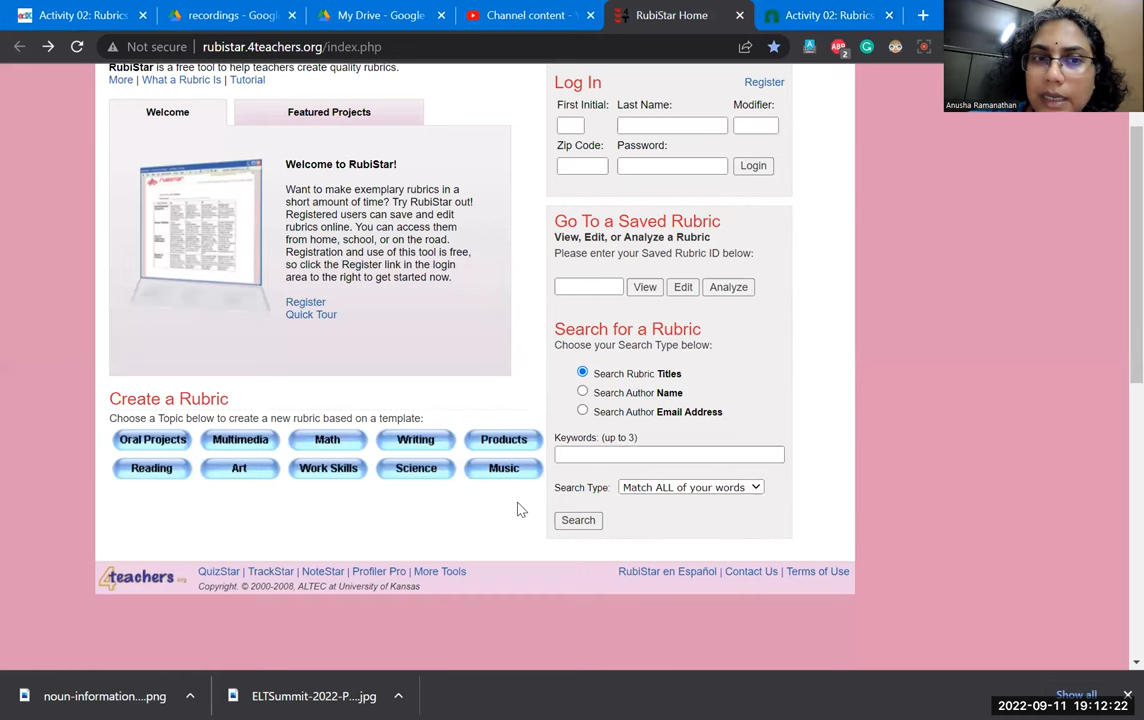 Activity 02: Rubrics
recordings - Googl
My Drive - Google
Channel content - Y
RubiStar Home
Activity 02: Rubrics
Not secure
rubistar.4teachers.org/index.php
2
Anusha Ramanathan
RubiStar is a free tool to help teachers create quality rubrics.
More | What a Rubric Is | Tutorial
Welcome
Featured Projects
Welcome to RubiStar!
Want to make exemplary rubrics in a
short amount of time? Try RubiStar out!
Registered users can save and edit
rubrics online. You can access them
from home, school, or on the road.
Registration and use of this tool is free,
so click the Register link in the login
area to the right to get started now.
Register
Quick Tour
Create a Rubric
Choose a Topic below to create a new rubric based on a template:
Oral Projects
Multimedia
Math
Writing
Products
Reading
Art
Work Skills
Science
Music
Log In
Register
First Initial:
Last Name:
Modifier:
Zip Code:
Password:
Login
Go To a Saved Rubric
View, Edit, or Analyze a Rubric
Please enter your Saved Rubric ID below:
View
Edit
Analyze
Search for a Rubric
Choose your Search Type below:
Search Rubric Titles
Search Author Name
Search Author Email Address
Keywords: (up to 3)
Search Type:
Match ALL of your words
Search
4teachers.org
QuizStar | TrackStar | NoteStar | Profiler Pro | More Tools
Copyright. © 2000-2008, ALTEC at University of Kansas
RubiStar en Español | Contact Us | Terms of Use
noun-information....png
ELTSummit-2022-P....jpg
Show all
2022-09-11 19:12:22